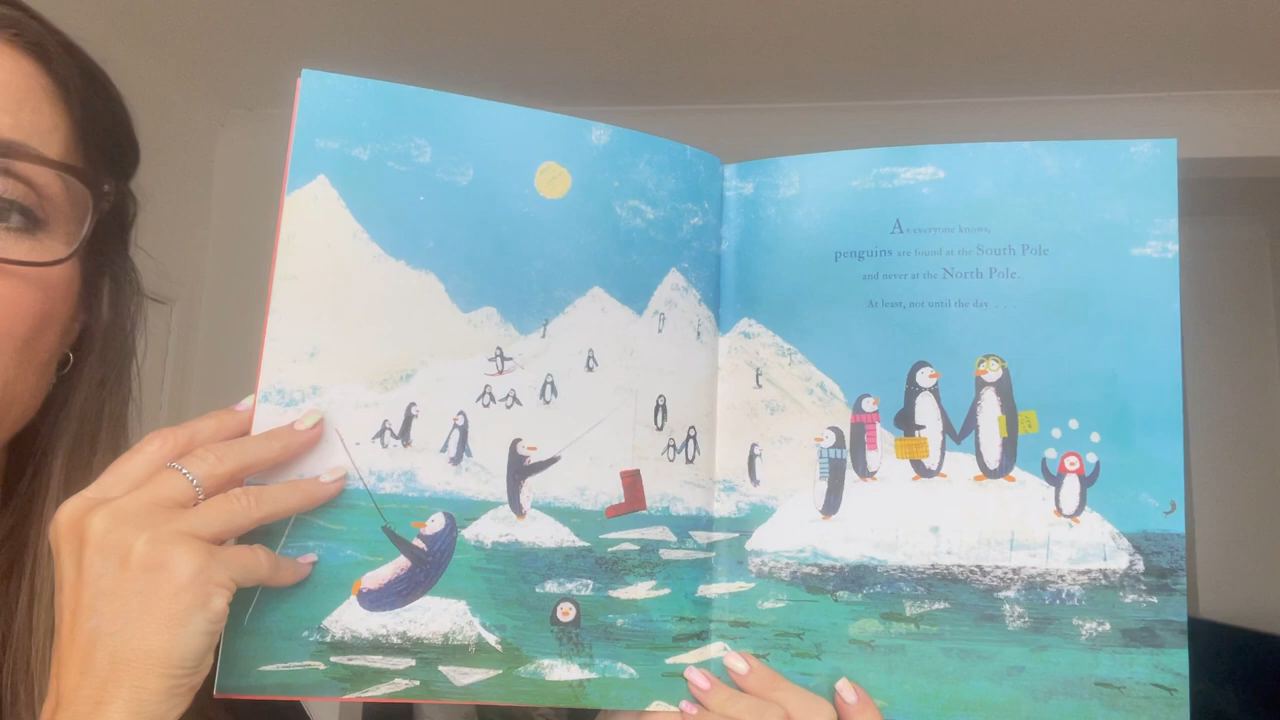 As everyone knows,
penguins are found at the South Pole
and never at the North Pole.
At least, not until the day . . .